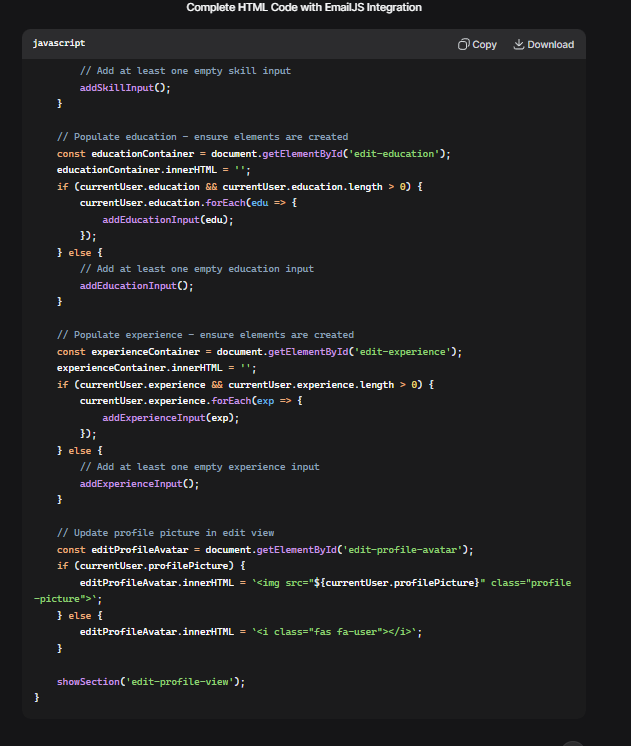 Complete HTML Code with EmailJS Integration
javascript
Copy
Download
        // Add at least one empty skill input
        addSkillInput();
    }

    // Populate education - ensure elements are created
    const educationContainer = document.getElementById('edit-education');
    educationContainer.innerHTML = '';
    if (currentUser.education && currentUser.education.length > 0) {
        currentUser.education.forEach(edu => {
            addEducationInput(edu);
        });
    } else {
        // Add at least one empty education input
        addEducationInput();
    }

    // Populate experience - ensure elements are created
    const experienceContainer = document.getElementById('edit-experience');
    experienceContainer.innerHTML = '';
    if (currentUser.experience && currentUser.experience.length > 0) {
        currentUser.experience.forEach(exp => {
            addExperienceInput(exp);
        });
    } else {
        // Add at least one empty experience input
        addExperienceInput();
    }

    // Update profile picture in edit view
    const editProfileAvatar = document.getElementById('edit-profile-avatar');
    if (currentUser.profilePicture) {
        editProfileAvatar.innerHTML = `<img src="${currentUser.profilePicture}" class="profile
-picture">`;
    } else {
        editProfileAvatar.innerHTML = `<i class="fas fa-user"></i>`;
    }

    showSection('edit-profile-view');
}